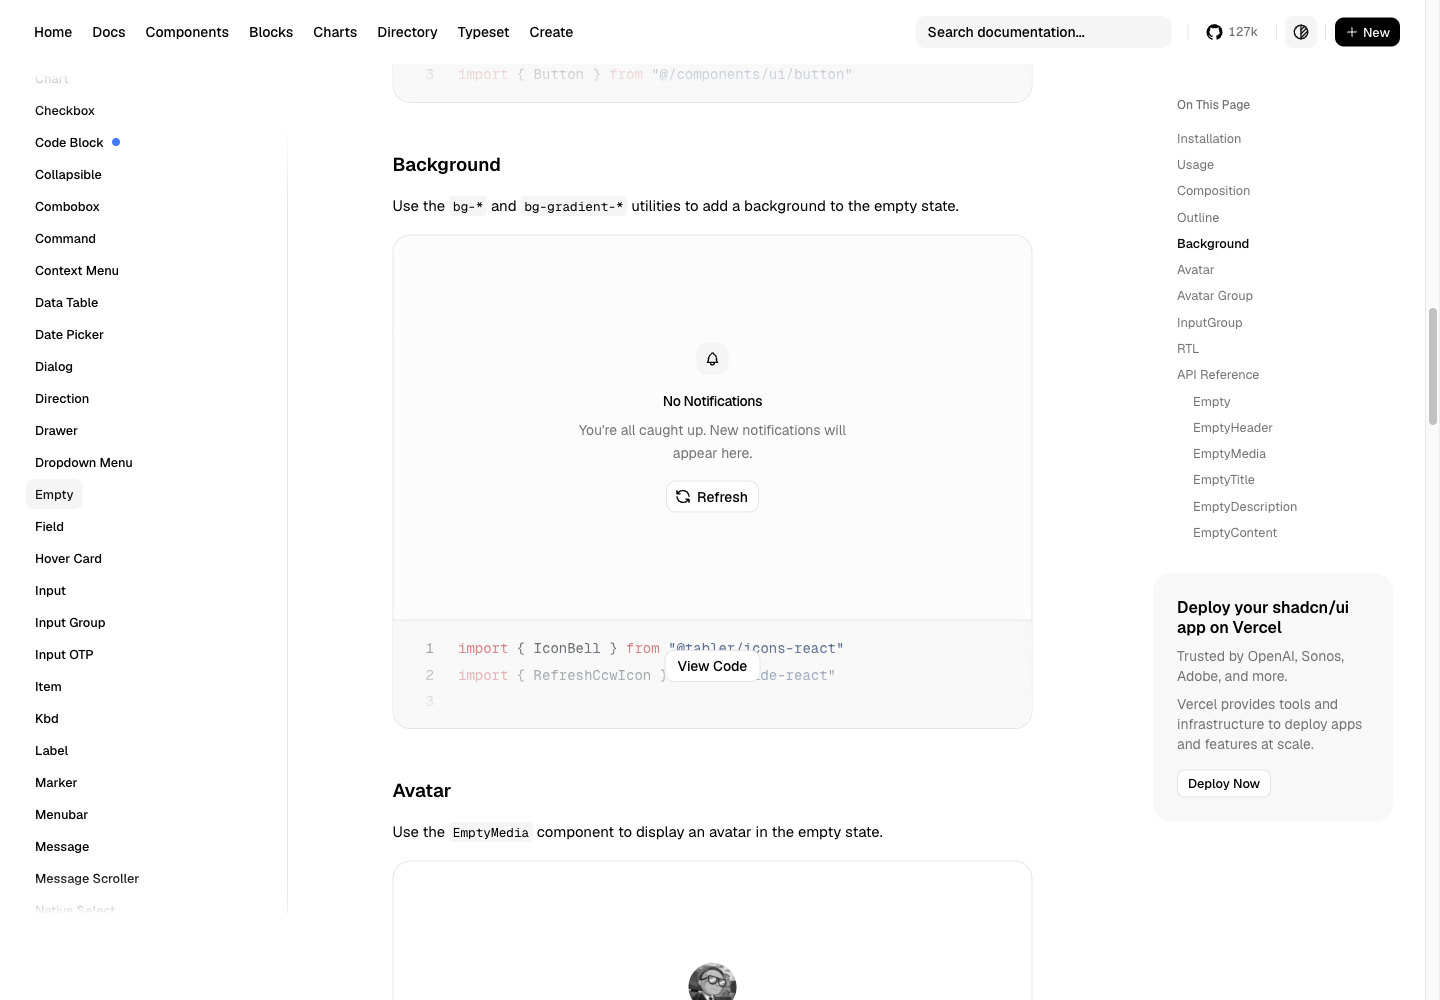 Home Docs Components Blocks Charts Directory Typeset Create
Search documentation...
127k
New
Chart
Checkbox
Code Block
Collapsible
Combobox
Command
Context Menu
Data Table
Date Picker
Dialog
Direction
Drawer
Dropdown Menu
Empty
Field
Hover Card
Input
Input Group
Input OTP
Item
Kbd
Label
Marker
Menubar
Message
Message Scroller
Native Select
3 import { Button } from "@/components/ui/button"
Background
Use the bg-* and bg-gradient-* utilities to add a background to the empty state.
No Notifications
You're all caught up. New notifications will
appear here.
Refresh
1 import { IconBell } from "@tabler/icons-react"
2 import { RefreshCcwIcon } de-react"
View Code
3
Avatar
Use the EmptyMedia component to display an avatar in the empty state.
On This Page
Installation
Usage
Composition
Outline
Background
Avatar
Avatar Group
InputGroup
RTL
API Reference
Empty
EmptyHeader
EmptyMedia
EmptyTitle
EmptyDescription
EmptyContent
Deploy your shadcn/ui
app on Vercel
Trusted by OpenAI, Sonos,
Adobe, and more.
Vercel provides tools and
infrastructure to deploy apps
and features at scale.
Deploy Now